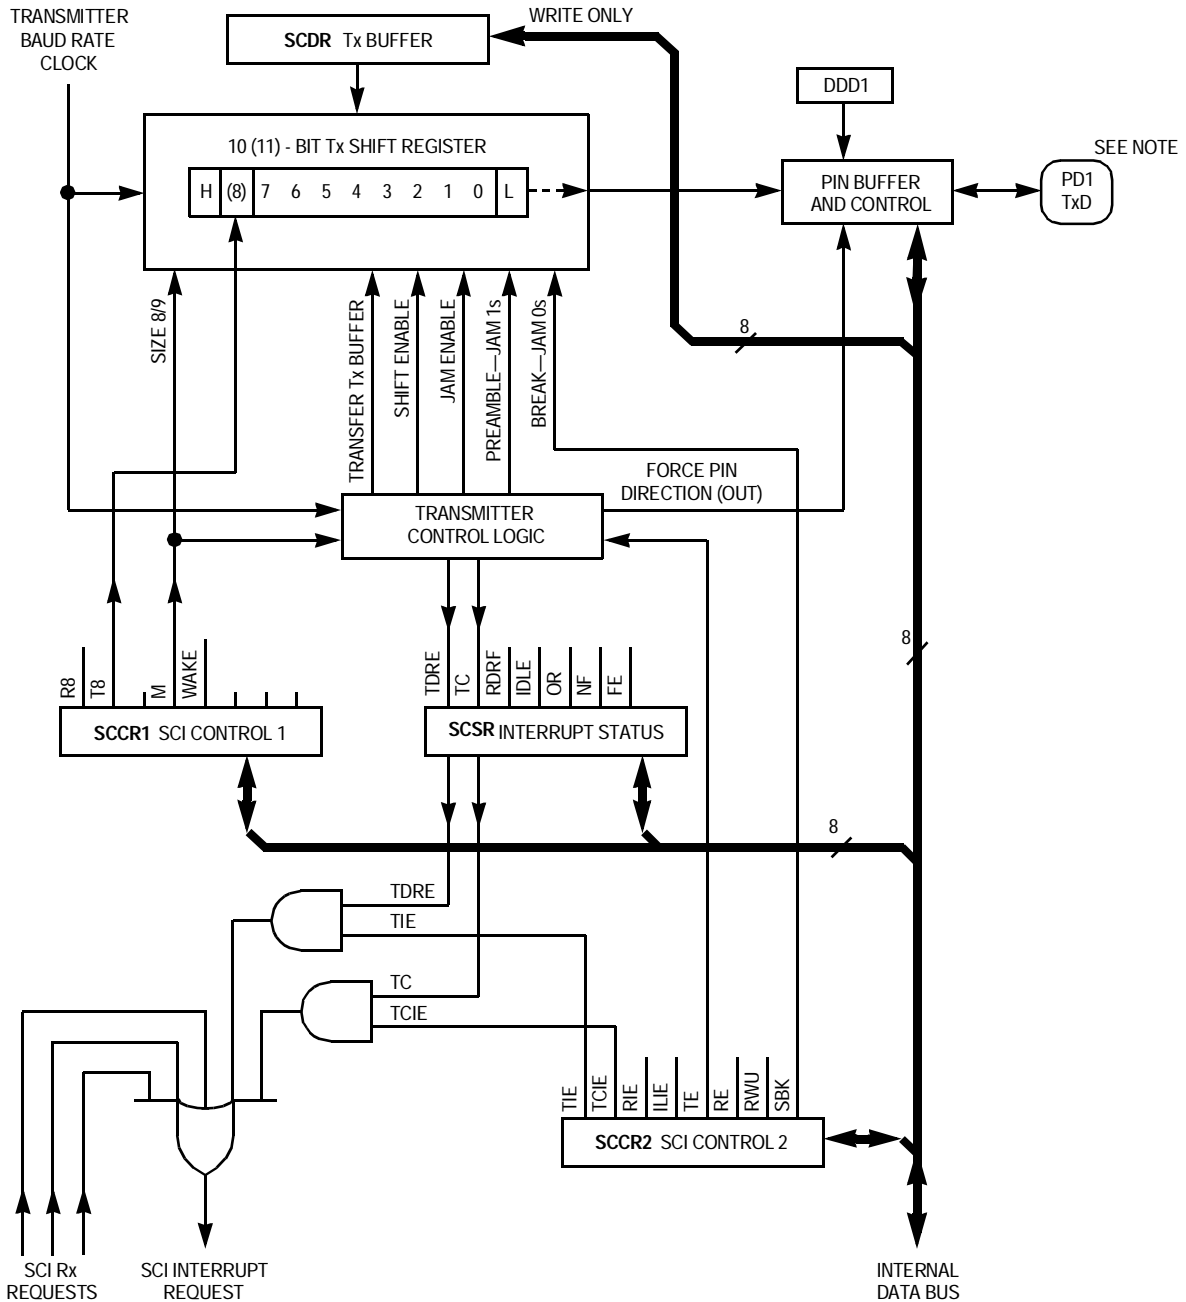 TRANSMITTER
BAUD RATE
CLOCK
SCDR Tx BUFFER
WRITE ONLY
DDD1
10 (11) - BIT Tx SHIFT REGISTER
H (8) 7 6 5 4 3 2 1 0 L
PIN BUFFER
AND CONTROL
SEE NOTE
PD1
TxD
SIZE 8/9
TRANSFER Tx BUFFER
SHIFT ENABLE
JAM ENABLE
PREAMBLE—JAM 1s
BREAK—JAM 0s
8
FORCE PIN
DIRECTION (OUT)
TRANSMITTER
CONTROL LOGIC
8
R8
T8
M
WAKE
SCCR1 SCI CONTROL 1
TDRE
TC
RDRF
IDLE
OR
NF
FE
SCSR INTERRUPT STATUS
8
TDRE
TIE
TC
TCIE
TIE
TCIE
RIE
ILIE
TE
RE
RWU
SBK
SCCR2 SCI CONTROL 2
SCI Rx
REQUESTS
SCI INTERRUPT
REQUEST
INTERNAL
DATA BUS